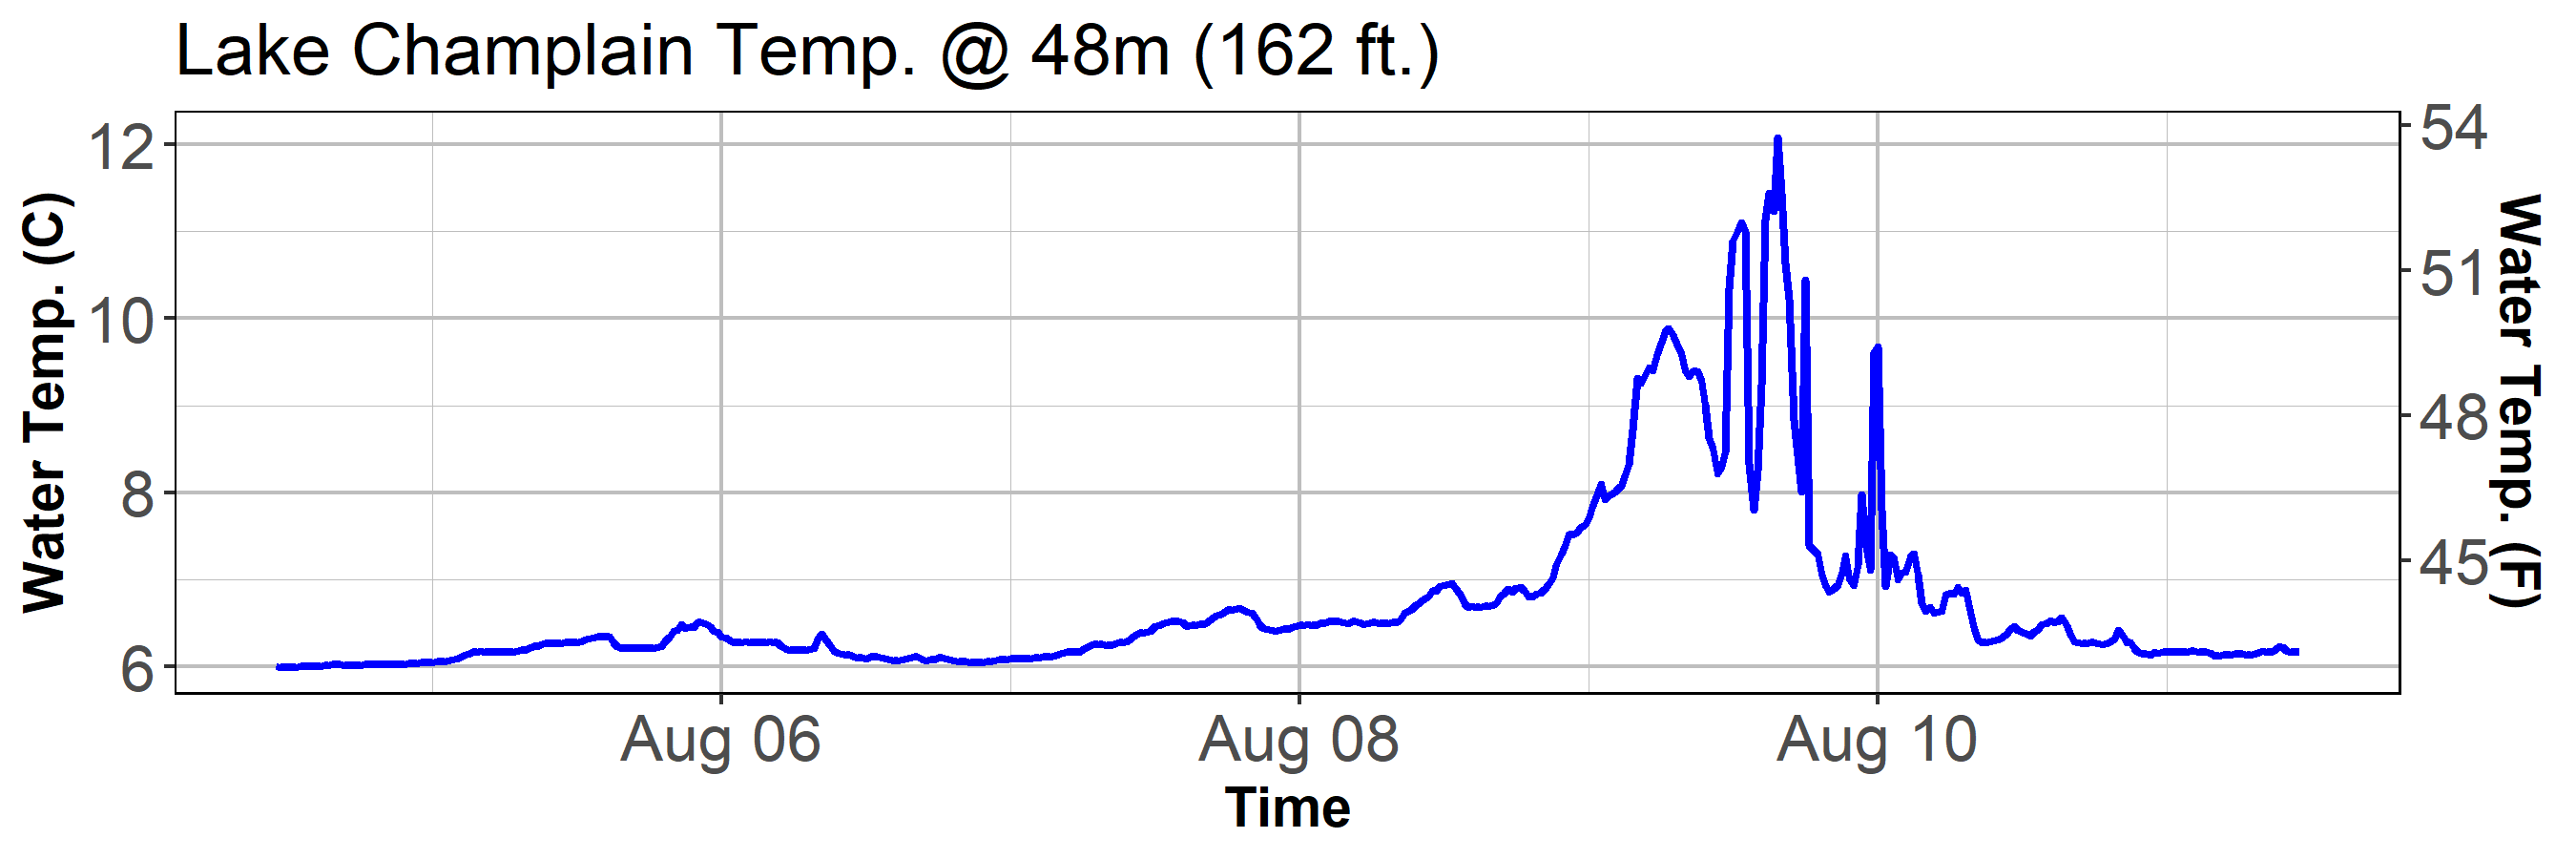 Lake Champlain Temp. @ 48m (162 ft.)
Water Temp. (C)
12
10
8
6
54
51
48
45
Water Temp. (F)
Aug 06
Aug 08
Aug 10
Time